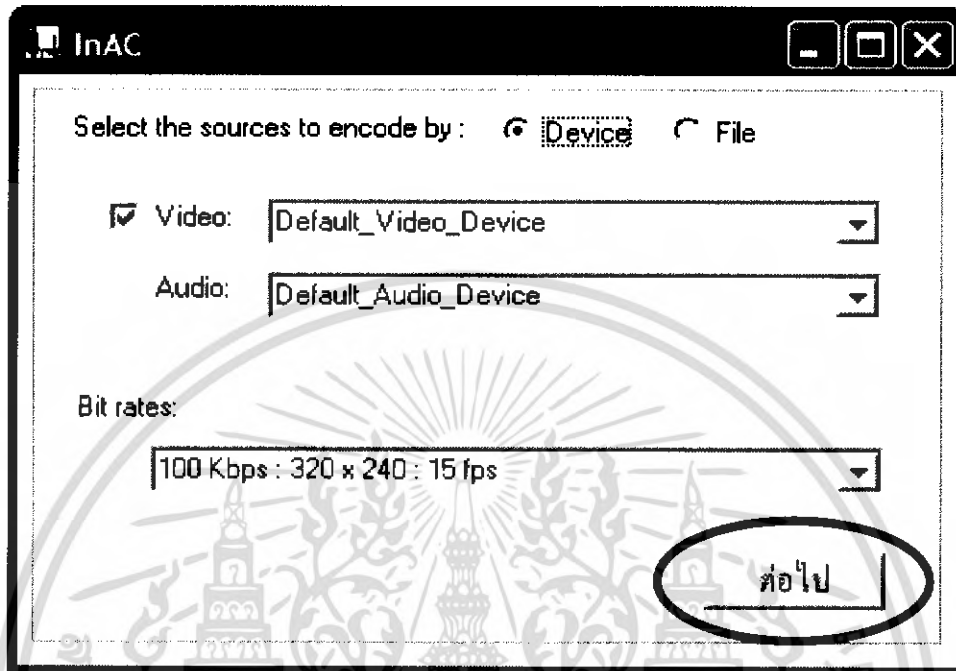 InAC
Select the sources to encode by : Device File
Video: Default_Video_Device
Audio: Default_Audio_Device
Bit rates:
100 Kbps : 320 x 240 : 15 fps
ต่อไป